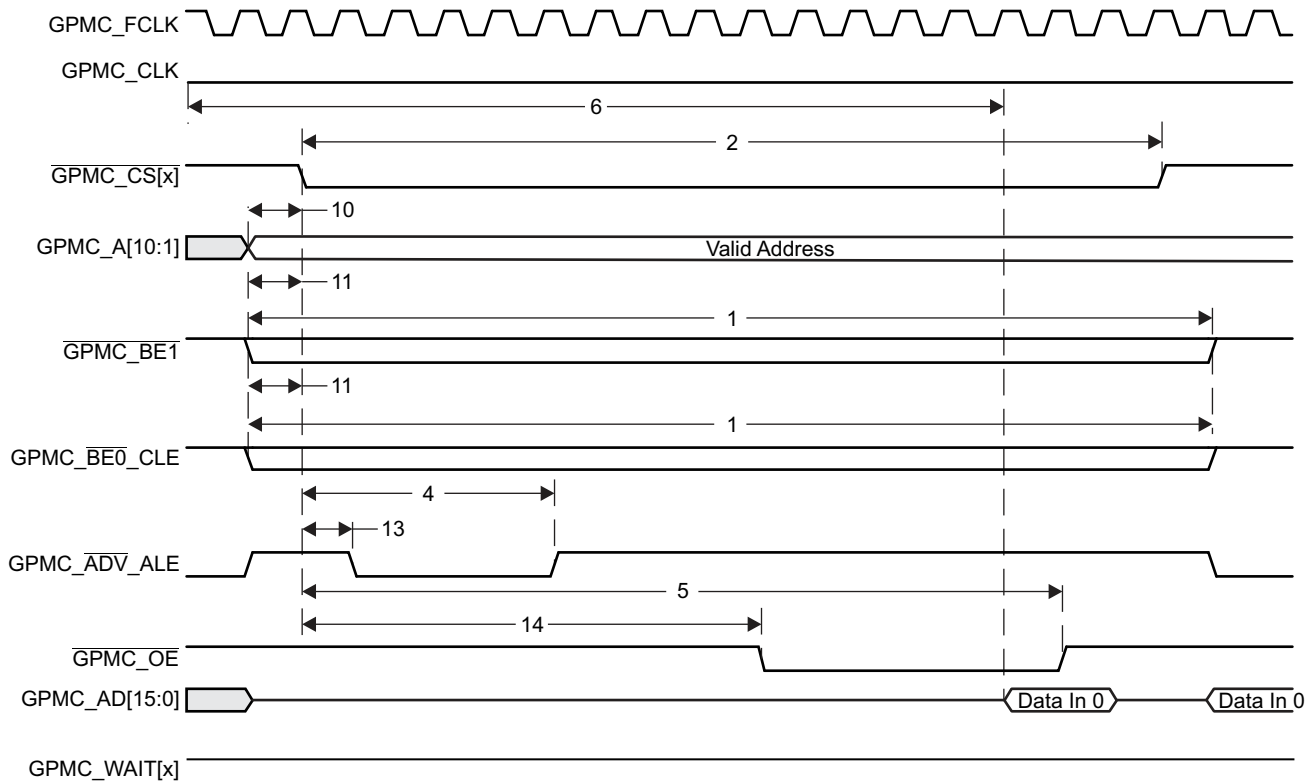 GPMC_FCLK
GPMC_CLK
6
2
GPMC_CS[x]
10
GPMC_A[10:1]
Valid Address
11
1
GPMC_BE1
11
1
GPMC_BE0_CLE
4
13
GPMC_ADV_ALE
5
14
GPMC_OE
GPMC_AD[15:0]
Data In 0
Data In 0
GPMC_WAIT[x]